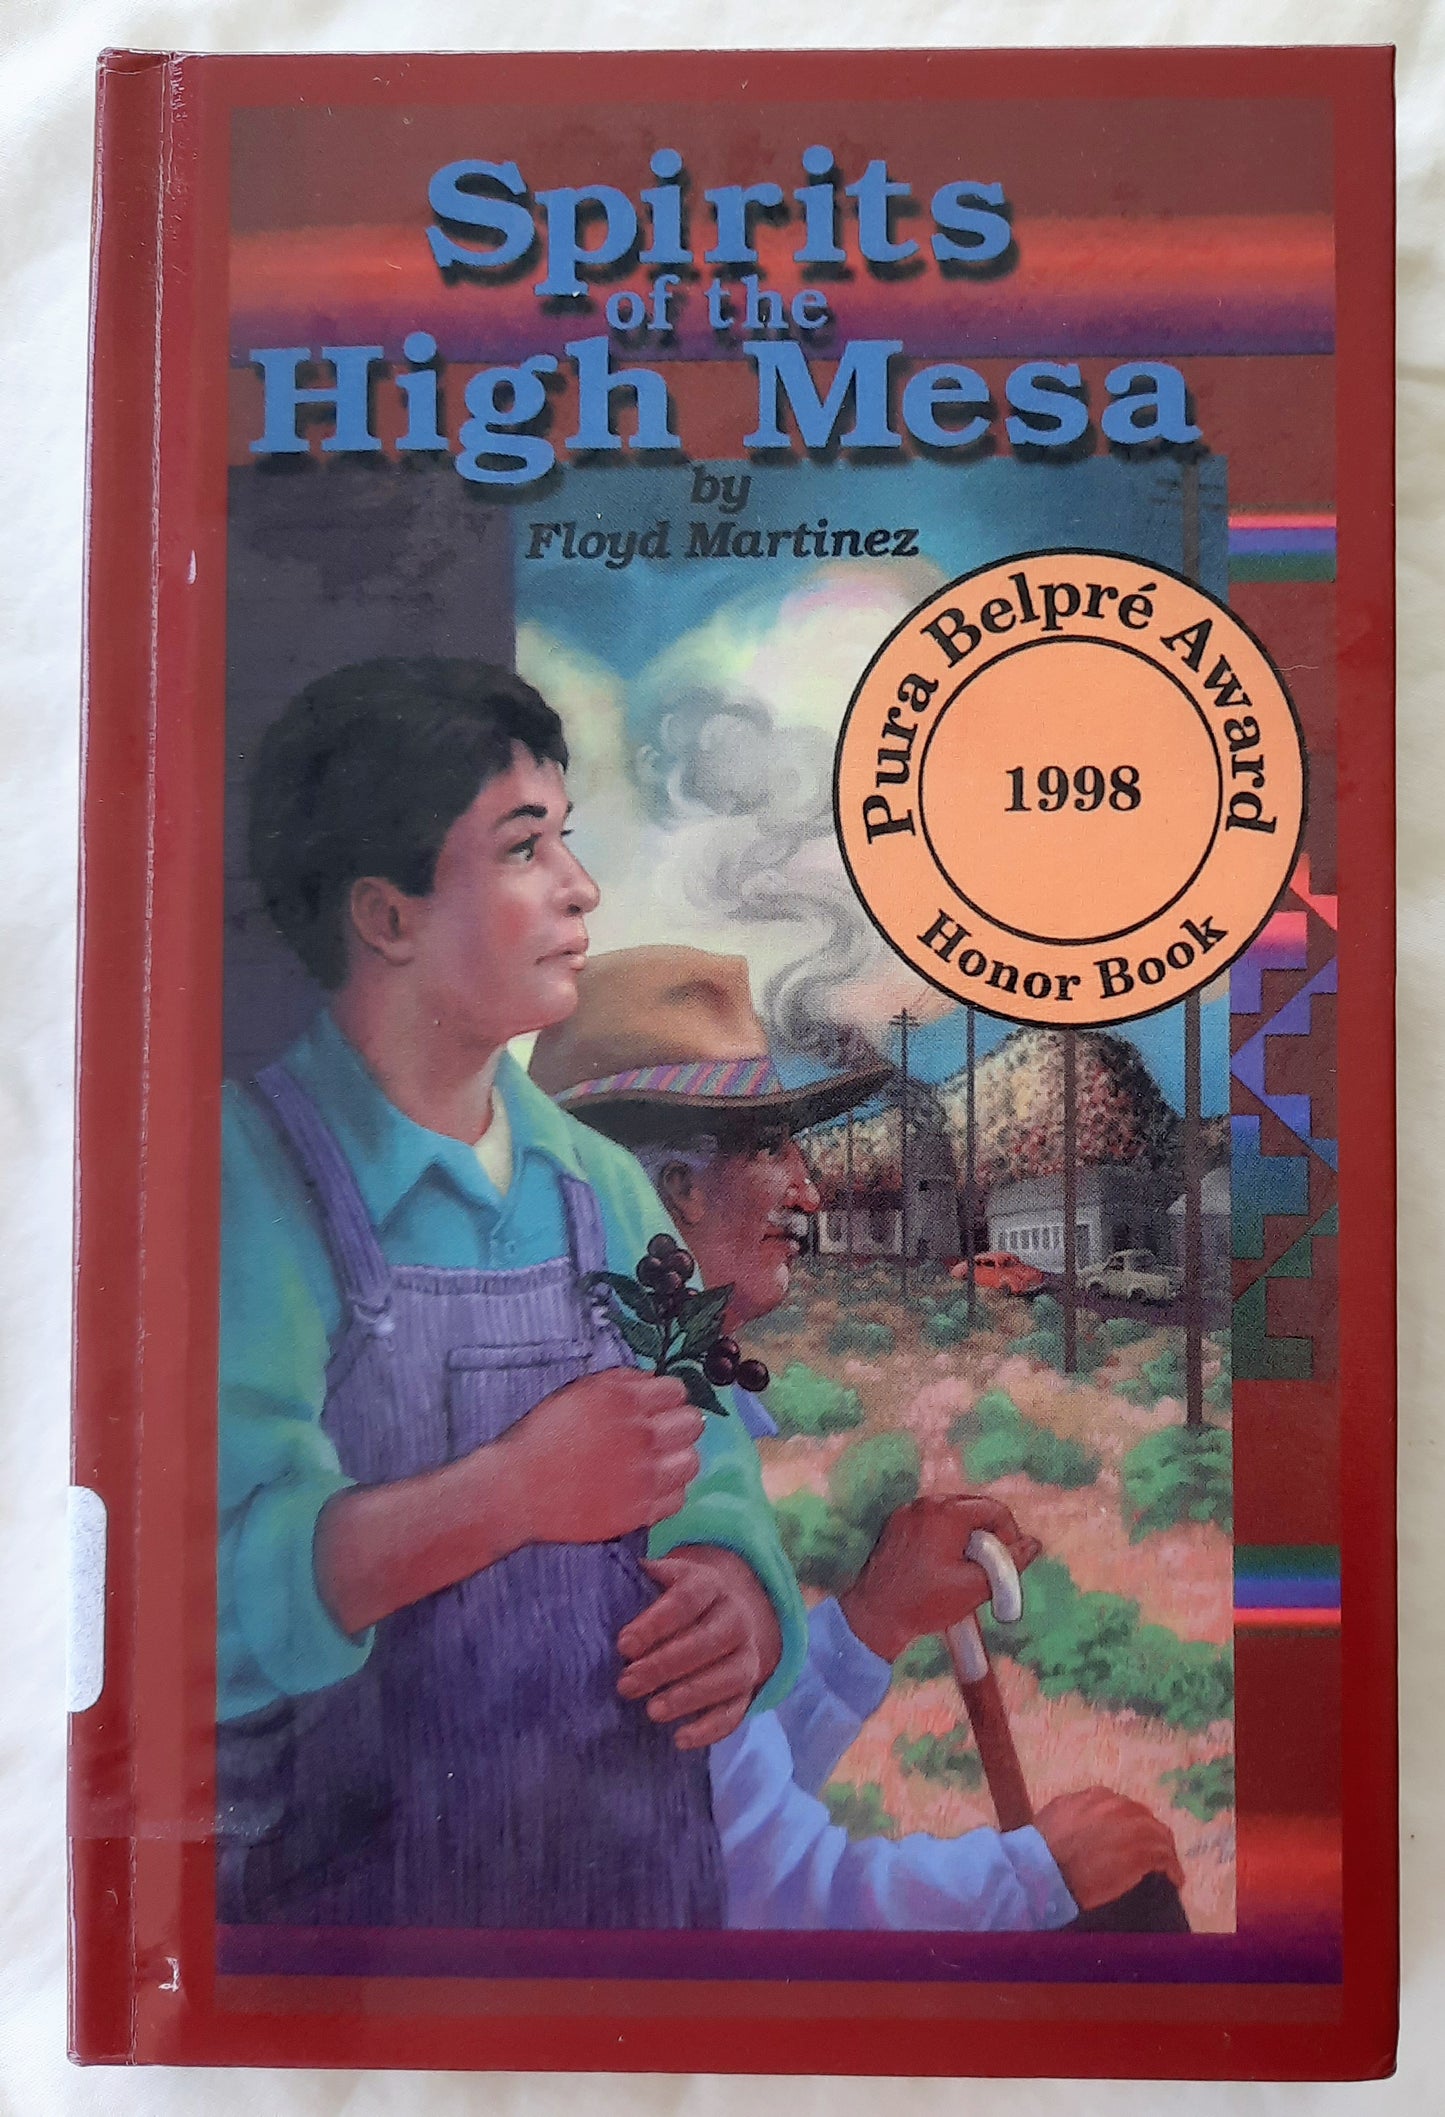 Spirits
of the
High Mesa
by
Floyd Martinez
Pura Belpré Award
1998
Honor Book